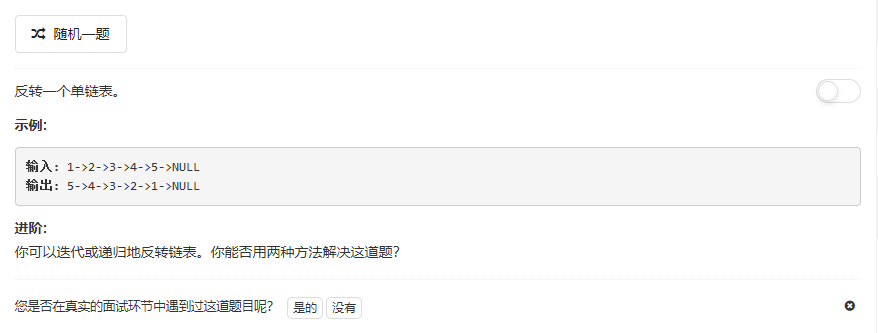 随机一题
反转一个单链表。
示例：
输入: 1->2->3->4->5->NULL
输出: 5->4->3->2->1->NULL
进阶：
你可以迭代或递归地反转链表。你能否用两种方法解决这道题？
您是否在真实的面试环节中遇到过这道题目呢？ 是的 没有